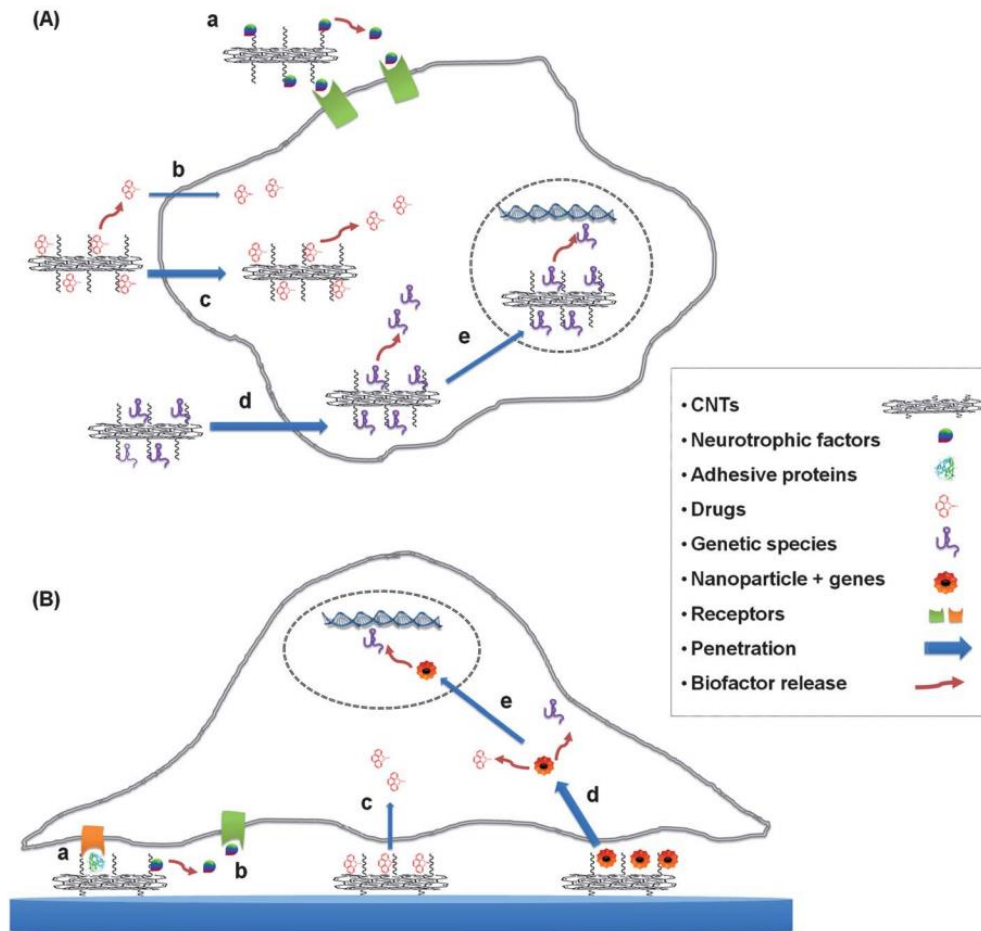 (A)
a
b
c
d
e
• CNTs
• Neurotrophic factors
• Adhesive proteins
• Drugs
• Genetic species
• Nanoparticle + genes
• Receptors
• Penetration
• Biofactor release
(B)
e
d
c
a
b